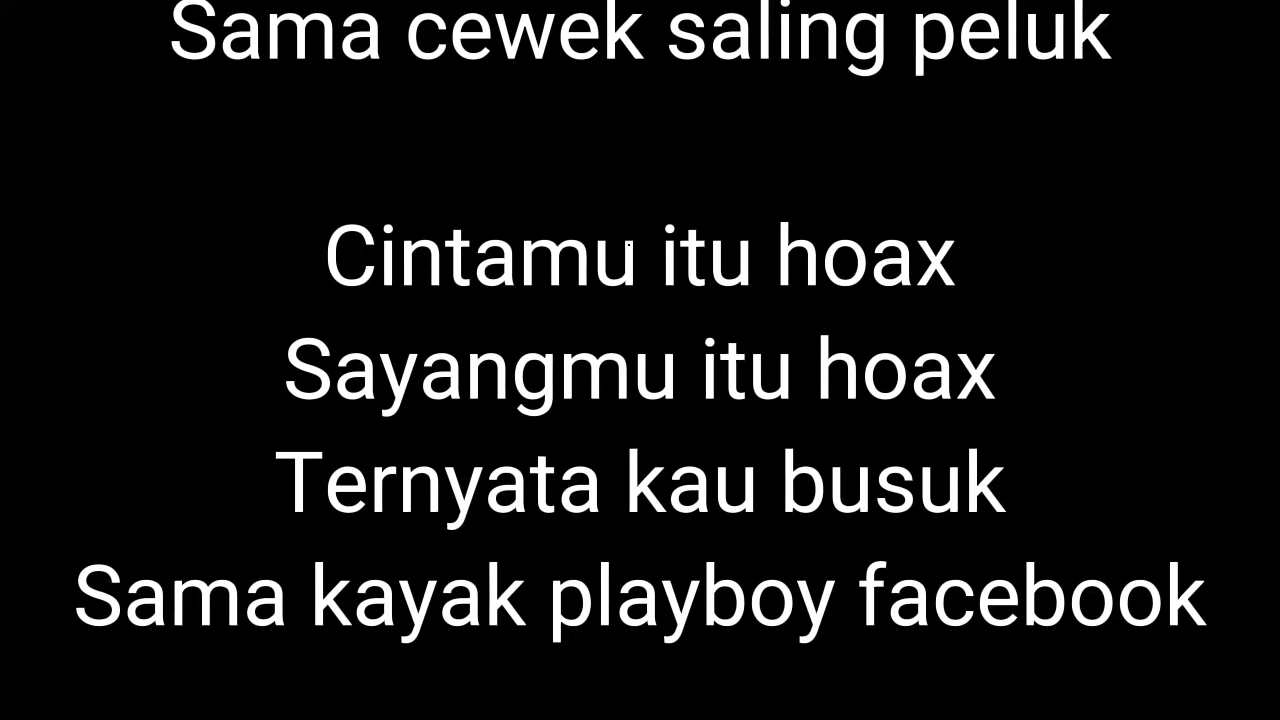 Sama cewek saling peluk
Cintamu itu hoax
Sayangmu itu hoax
Ternyata kau busuk
Sama kayak playboy facebook